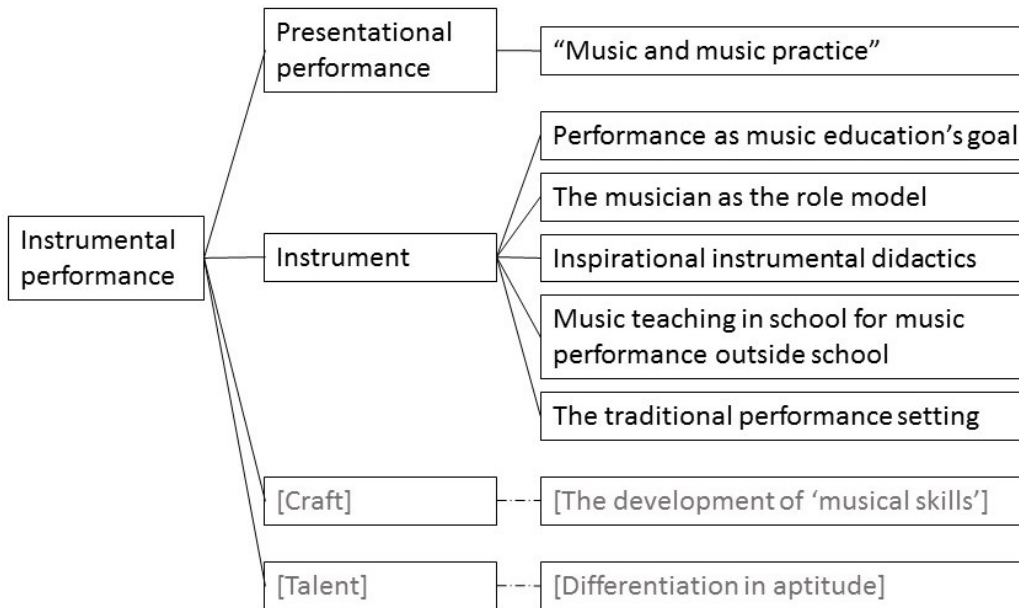 Presentational
performance
“Music and music practice”
Performance as music education’s goal
The musician as the role model
Instrumental
performance
Instrument
Inspirational instrumental didactics
Music teaching in school for music
performance outside school
The traditional performance setting
[Craft]
[The development of ‘musical skills’]
[Talent]
[Differentiation in aptitude]